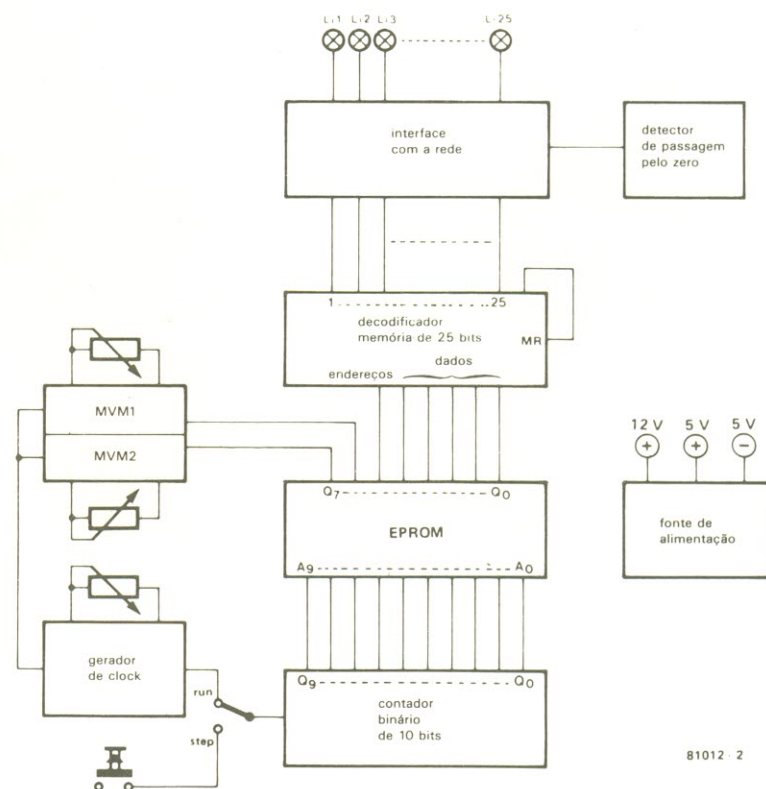 Li1 Li2 Li3 Li25
interface
com a rede
detector
de passagem
pelo zero
1 25
decodificador
memória de 25 bits
MR
endereços
dados
MVM1
MVM2
12 V 5 V 5 V
+ + −
Q7 Q0
EPROM
A9 A0
fonte de
alimentação
gerador
de clock
run
step
Q9 Q0
contador
binário
de 10 bits
81012 2